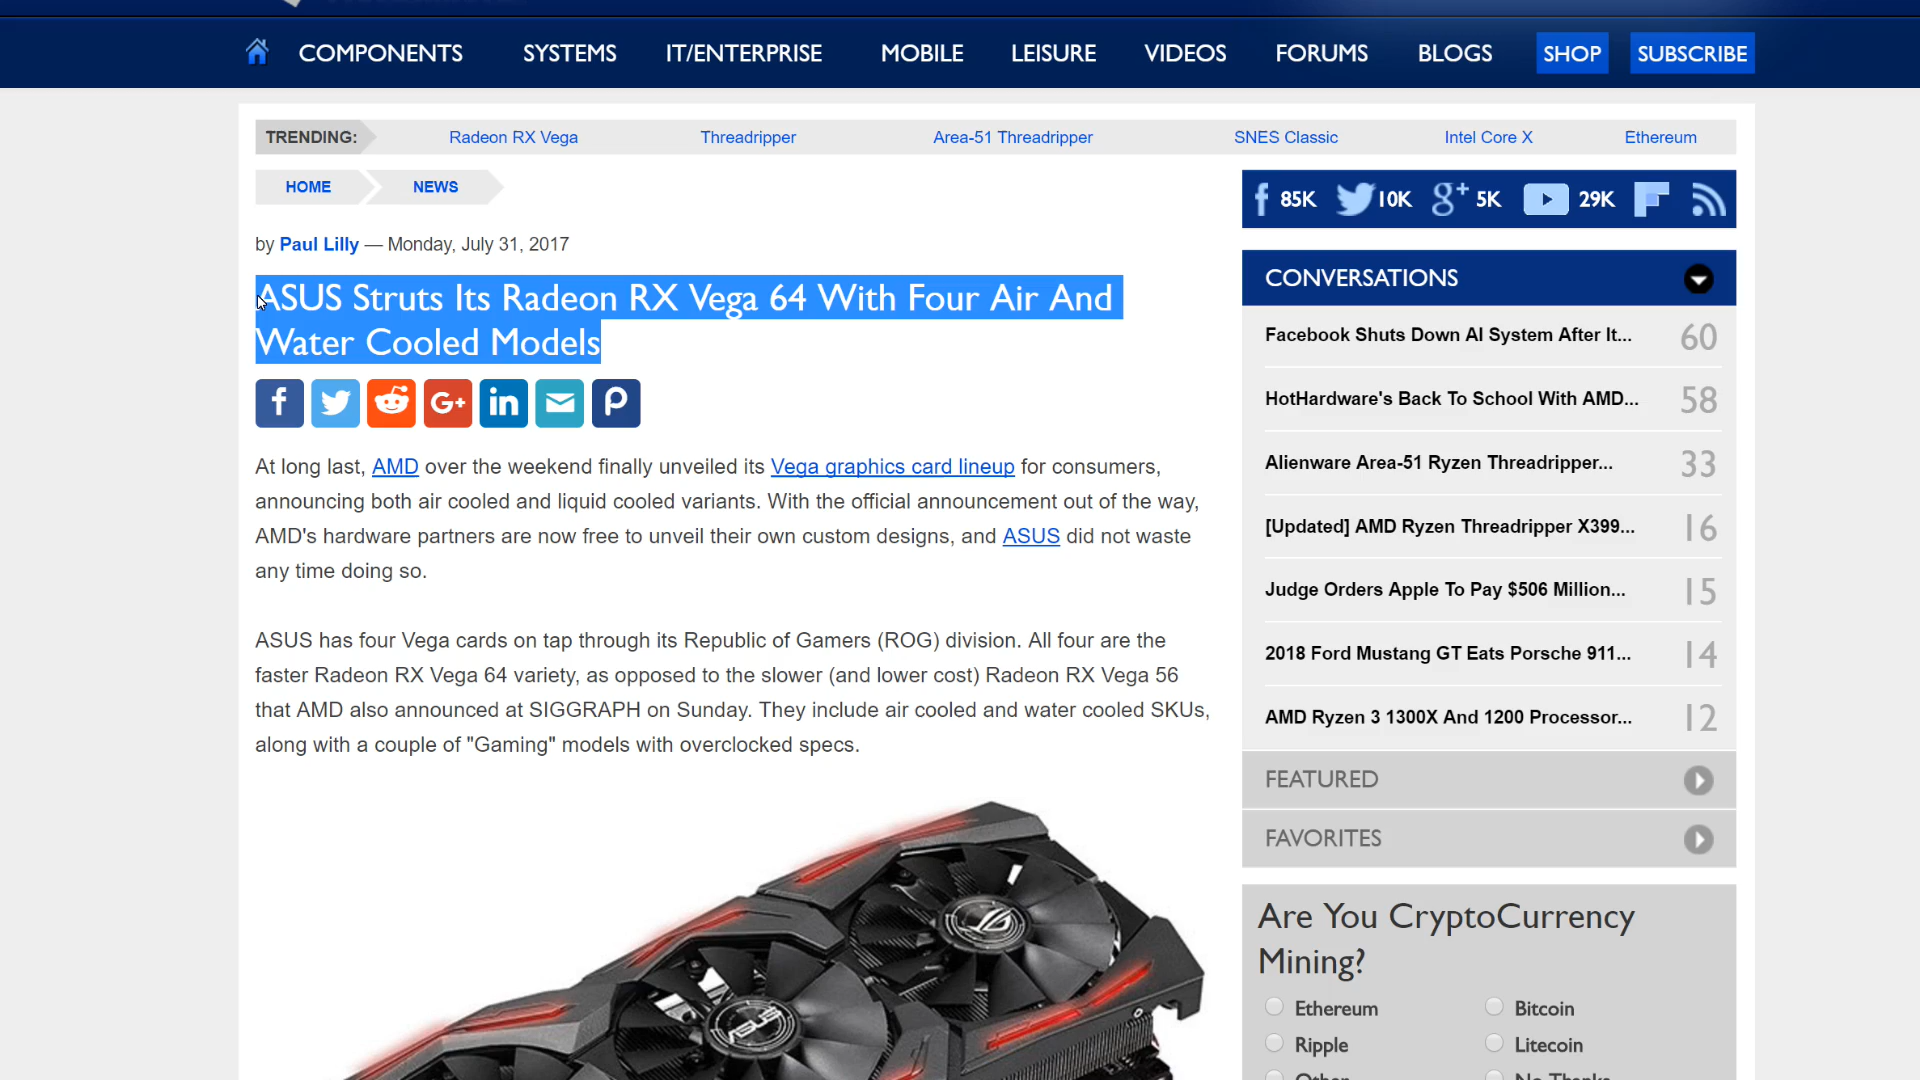 COMPONENTS SYSTEMS IT/ENTERPRISE MOBILE LEISURE VIDEOS FORUMS BLOGS SHOP SUBSCRIBE
TRENDING: Radeon RX Vega Threadripper Area-51 Threadripper SNES Classic Intel Core X Ethereum
HOME NEWS
by Paul Lilly — Monday, July 31, 2017
ASUS Struts Its Radeon RX Vega 64 With Four Air And
Water Cooled Models
At long last, AMD over the weekend finally unveiled its Vega graphics card lineup for consumers,
announcing both air cooled and liquid cooled variants. With the official announcement out of the way,
AMD's hardware partners are now free to unveil their own custom designs, and ASUS did not waste
any time doing so.
ASUS has four Vega cards on tap through its Republic of Gamers (ROG) division. All four are the
faster Radeon RX Vega 64 variety, as opposed to the slower (and lower cost) Radeon RX Vega 56
that AMD also announced at SIGGRAPH on Sunday. They include air cooled and water cooled SKUs,
along with a couple of "Gaming" models with overclocked specs.
ASUS
85K 10K 5K 29K
CONVERSATIONS
Facebook Shuts Down AI System After It... 60
HotHardware's Back To School With AMD... 58
Alienware Area-51 Ryzen Threadripper... 33
[Updated] AMD Ryzen Threadripper X399... 16
Judge Orders Apple To Pay $506 Million... 15
2018 Ford Mustang GT Eats Porsche 911... 14
AMD Ryzen 3 1300X And 1200 Processor... 12
FEATURED
FAVORITES
Are You CryptoCurrency
Mining?
Ethereum Bitcoin
Ripple Litecoin
Other No Thanks